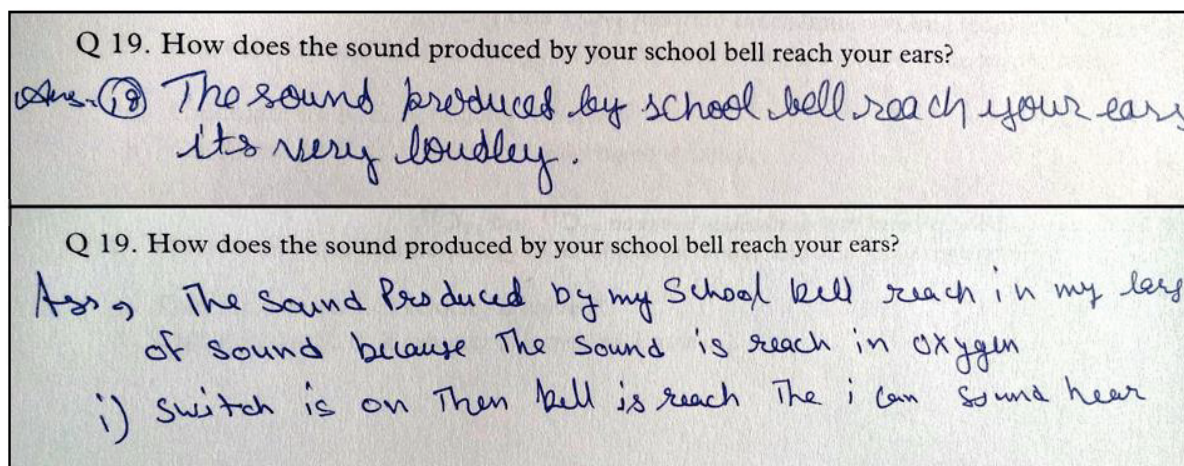 Q 19. How does the sound produced by your school bell reach your ears?
Ans. 19 The sound produced by school bell reach your ears
its very loudley.
Q 19. How does the sound produced by your school bell reach your ears?
The sound Produced by my School bell reach in my
of sound because The sound is reach in oxygen
i) switch is on Then bell is reach The i can sound hear